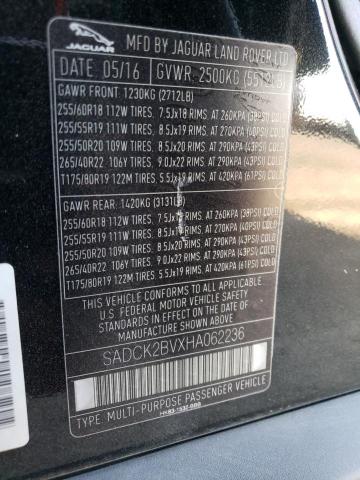 JAGUAR
MFD BY JAGUAR LAND ROVER LTD
DATE: 05/16 GVWR: 2500KG (5512LB)
GAWR FRONT: 1230KG (2712LB)
255/60R18 112W TIRES. 7.5Jx18 RIMS. AT 260KPA (38PSI) COLD
255/55R19 111W TIRES. 8.5Jx19 RIMS. AT 270KPA (40PSI) COLD
255/50R20 109W TIRES. 8.5Jx20 RIMS. AT 290KPA (43PSI) COLD
265/40R22 106Y TIRES. 9.0Jx22 RIMS. AT 290KPA (43PSI) COLD
T175/80R19 122M TIRES. 5.5Jx19 RIMS. AT 420KPA (61PSI) COLD
GAWR REAR: 1420KG (3131LB)
255/60R18 112W TIRES. 7.5Jx18 RIMS. AT 260KPA (38PSI) COLD
255/55R19 111W TIRES. 8.5Jx19 RIMS. AT 270KPA (40PSI) COLD
255/50R20 109W TIRES. 8.5Jx20 RIMS. AT 290KPA (43PSI) COLD
265/40R22 106Y TIRES. 9.0Jx22 RIMS. AT 290KPA (43PSI) COLD
T175/80R19 122M TIRES. 5.5Jx19 RIMS. AT 420KPA (61PSI) COLD
THIS VEHICLE CONFORMS TO ALL APPLICABLE
U.S. FEDERAL MOTOR VEHICLE SAFETY STANDARDS
IN EFFECT ON THE DATE OF MANUFACTURE SHOWN ABOVE.
SADCK2BVXHA062236
TYPE: MULTI-PURPOSE PASSENGER VEHICLE